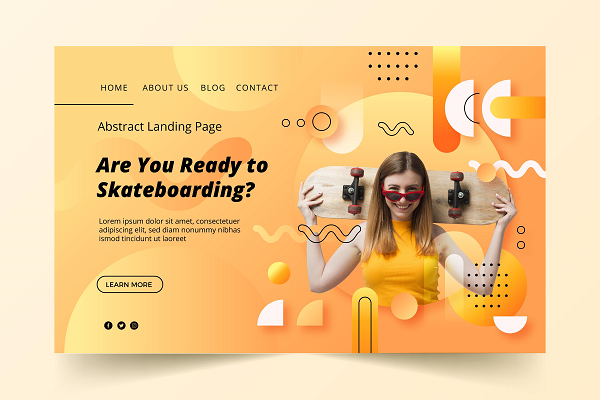 HOME ABOUT US BLOG CONTACT
Abstract Landing Page
Are You Ready to
Skateboarding?
Lorem ipsum dolor sit amet, consectetuer
adipiscing elit, sed diam nonummy nibhas
ismod tincidunt ut laoreet
LEARN MORE